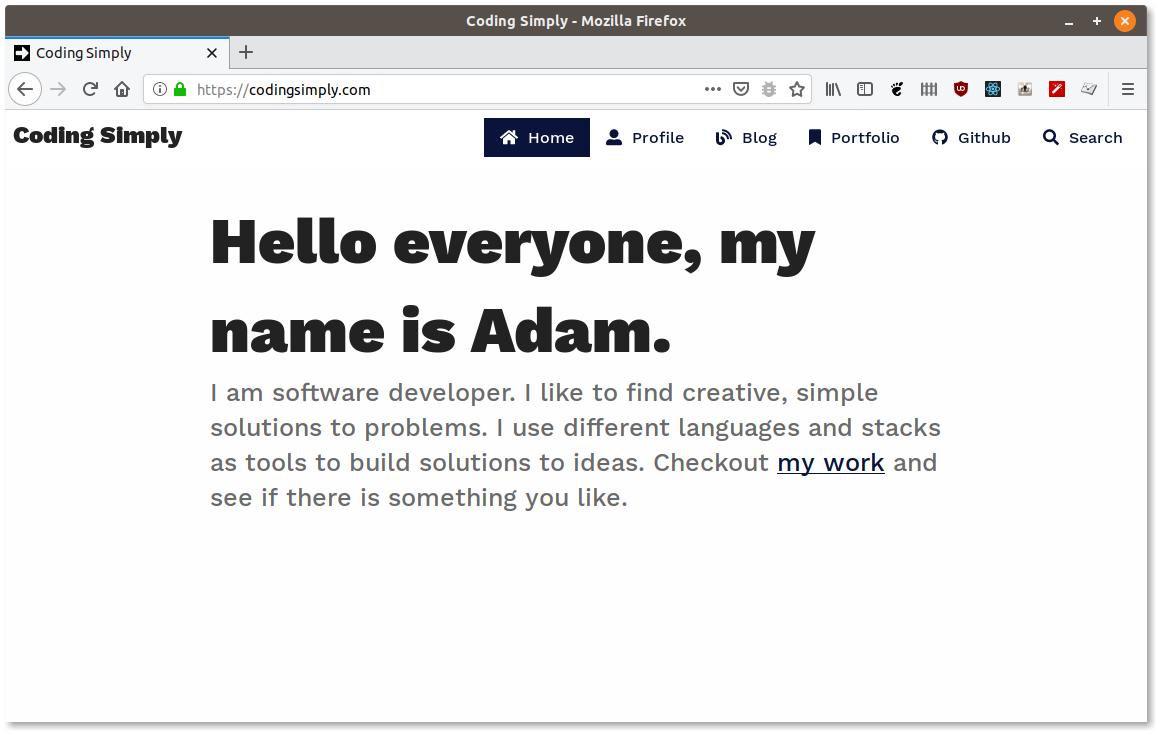 Coding Simply - Mozilla Firefox
Coding Simply
https://codingsimply.com
Coding Simply
Home Profile Blog Portfolio Github Search
Hello everyone, my
name is Adam.
I am software developer. I like to find creative, simple
solutions to problems. I use different languages and stacks
as tools to build solutions to ideas. Checkout my work and
see if there is something you like.